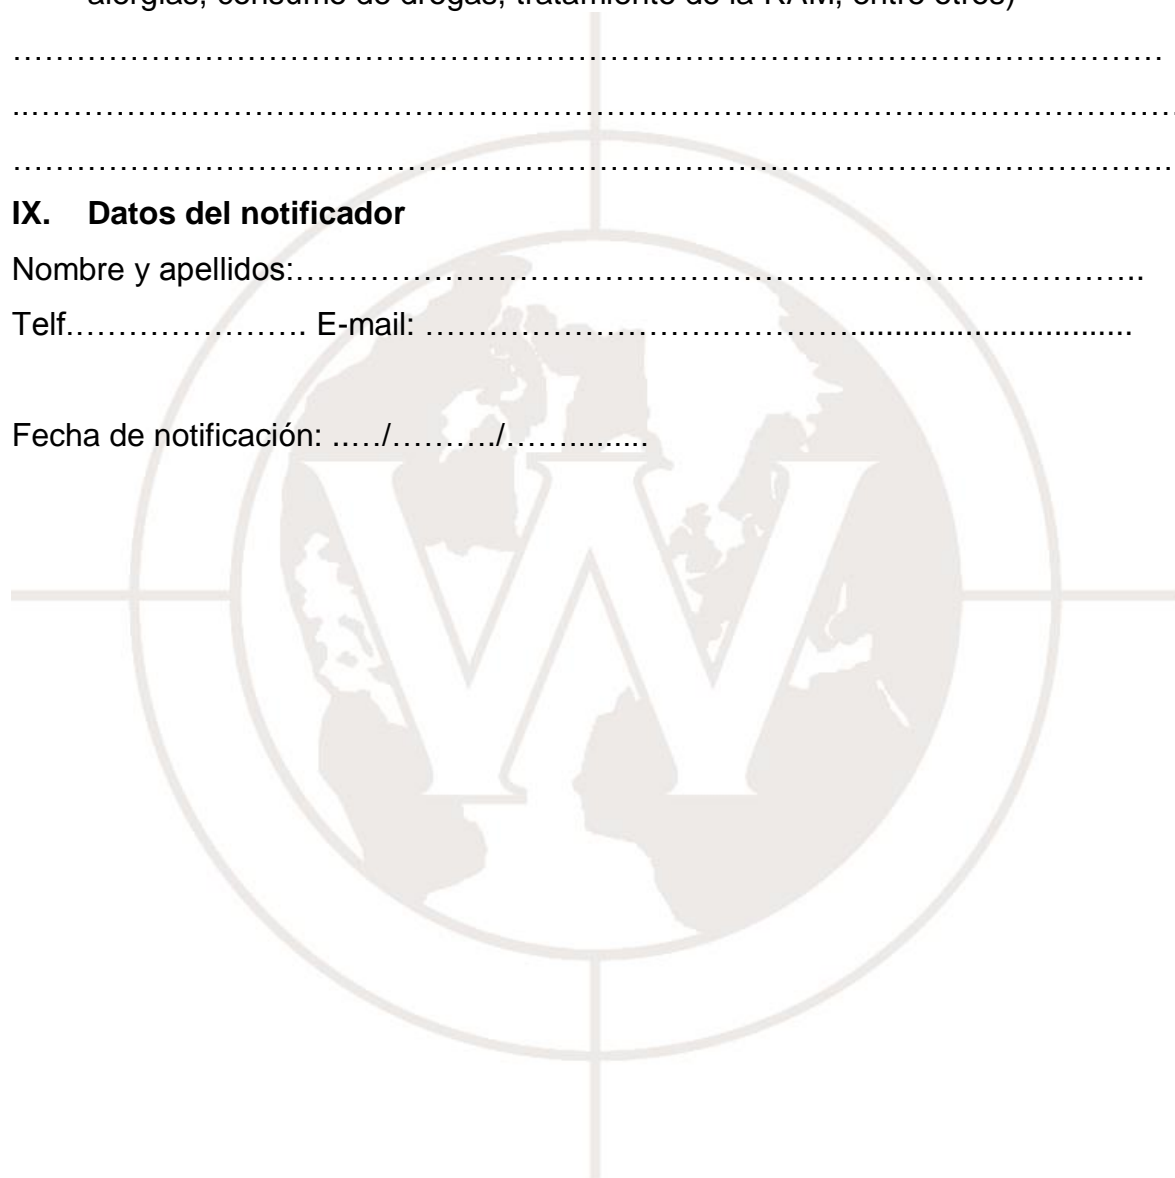 alergias, consumo de drogas, tratamiento de la RAM, entre otros)
……………………………………………………………………………………………………………
..…………………………………………………………………………………………………………
……………………………………………………………………………………………………………
IX. Datos del notificador
Nombre y apellidos:………………………………………………………………………………..
Telf.…………………. E-mail: ……………………………………….................................
Fecha de notificación: ..…/………./…….........
W